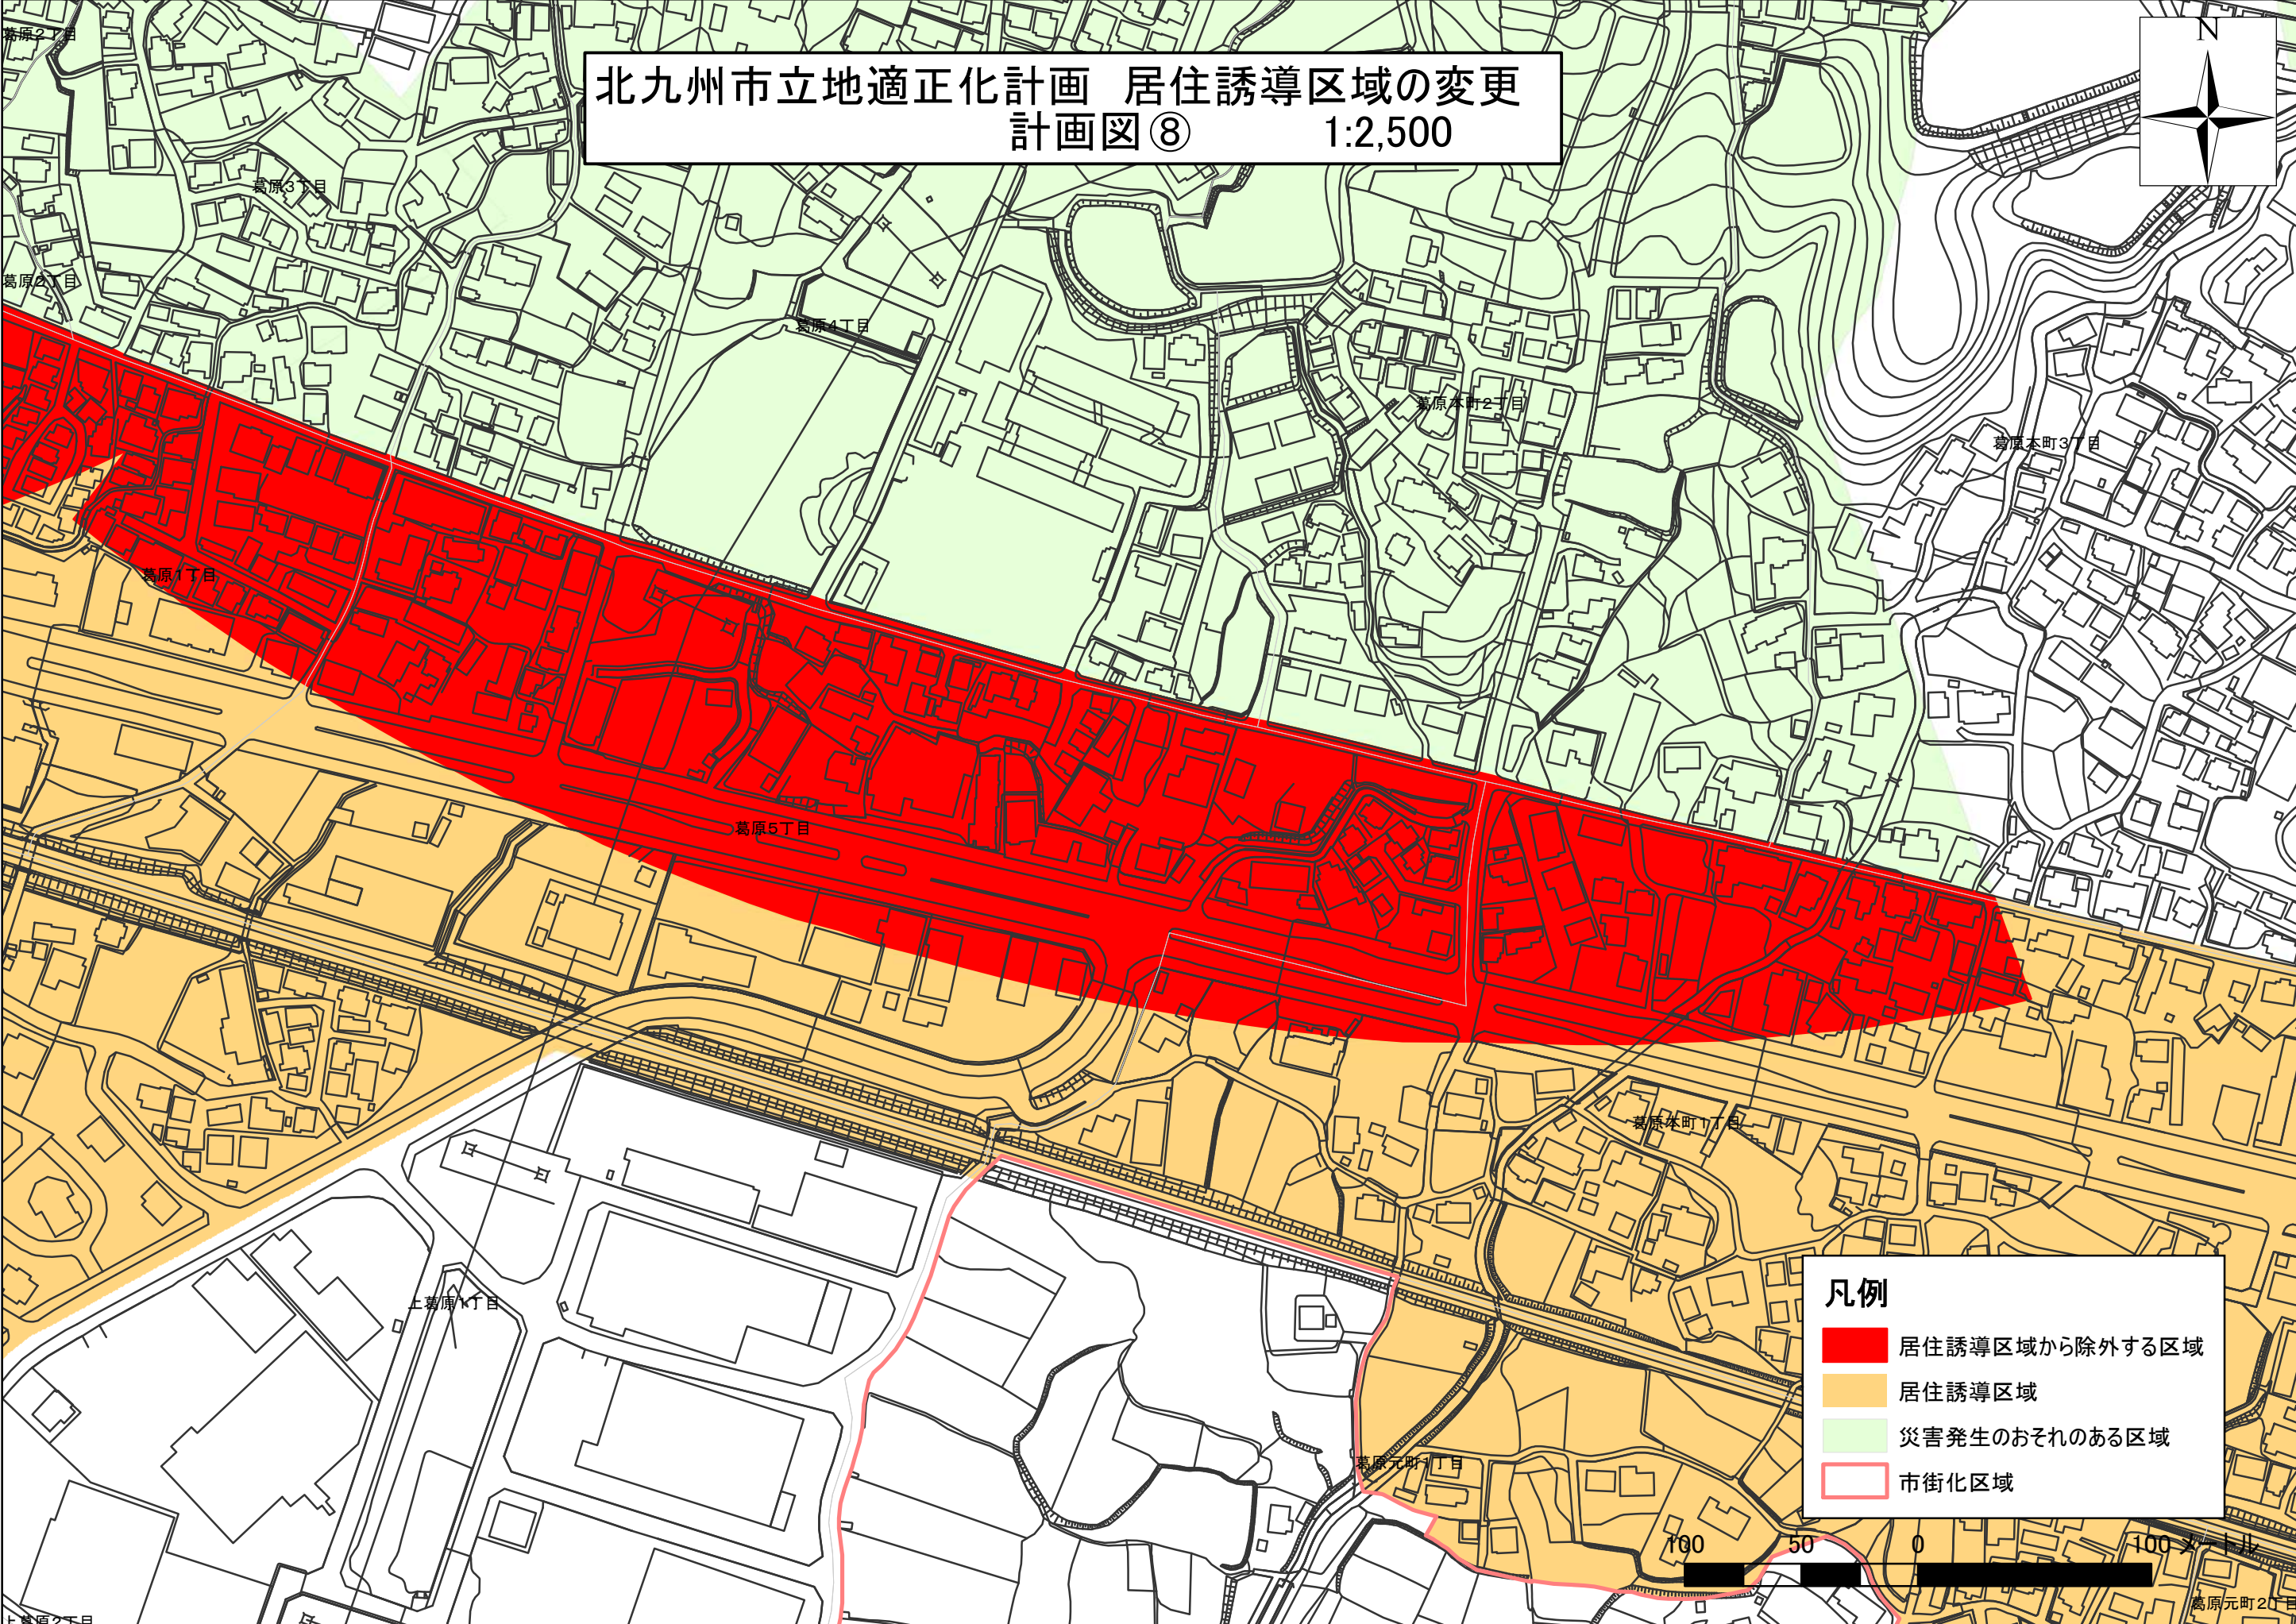 葛原2丁目
N
北九州市立地適正化計画　居住誘導区域の変更
計画図⑧　1:2,500
葛原3丁目
葛原2丁目
葛原4丁目
葛原本町2丁目
葛原本町3丁目
葛原1丁目
葛原5丁目
葛原本町1丁目
上葛原1丁目
凡例
居住誘導区域から除外する区域
居住誘導区域
災害発生のおそれのある区域
市街化区域
葛原元町1丁目
100 50 0 100 メートル
葛原元町2丁目
上葛原2丁目